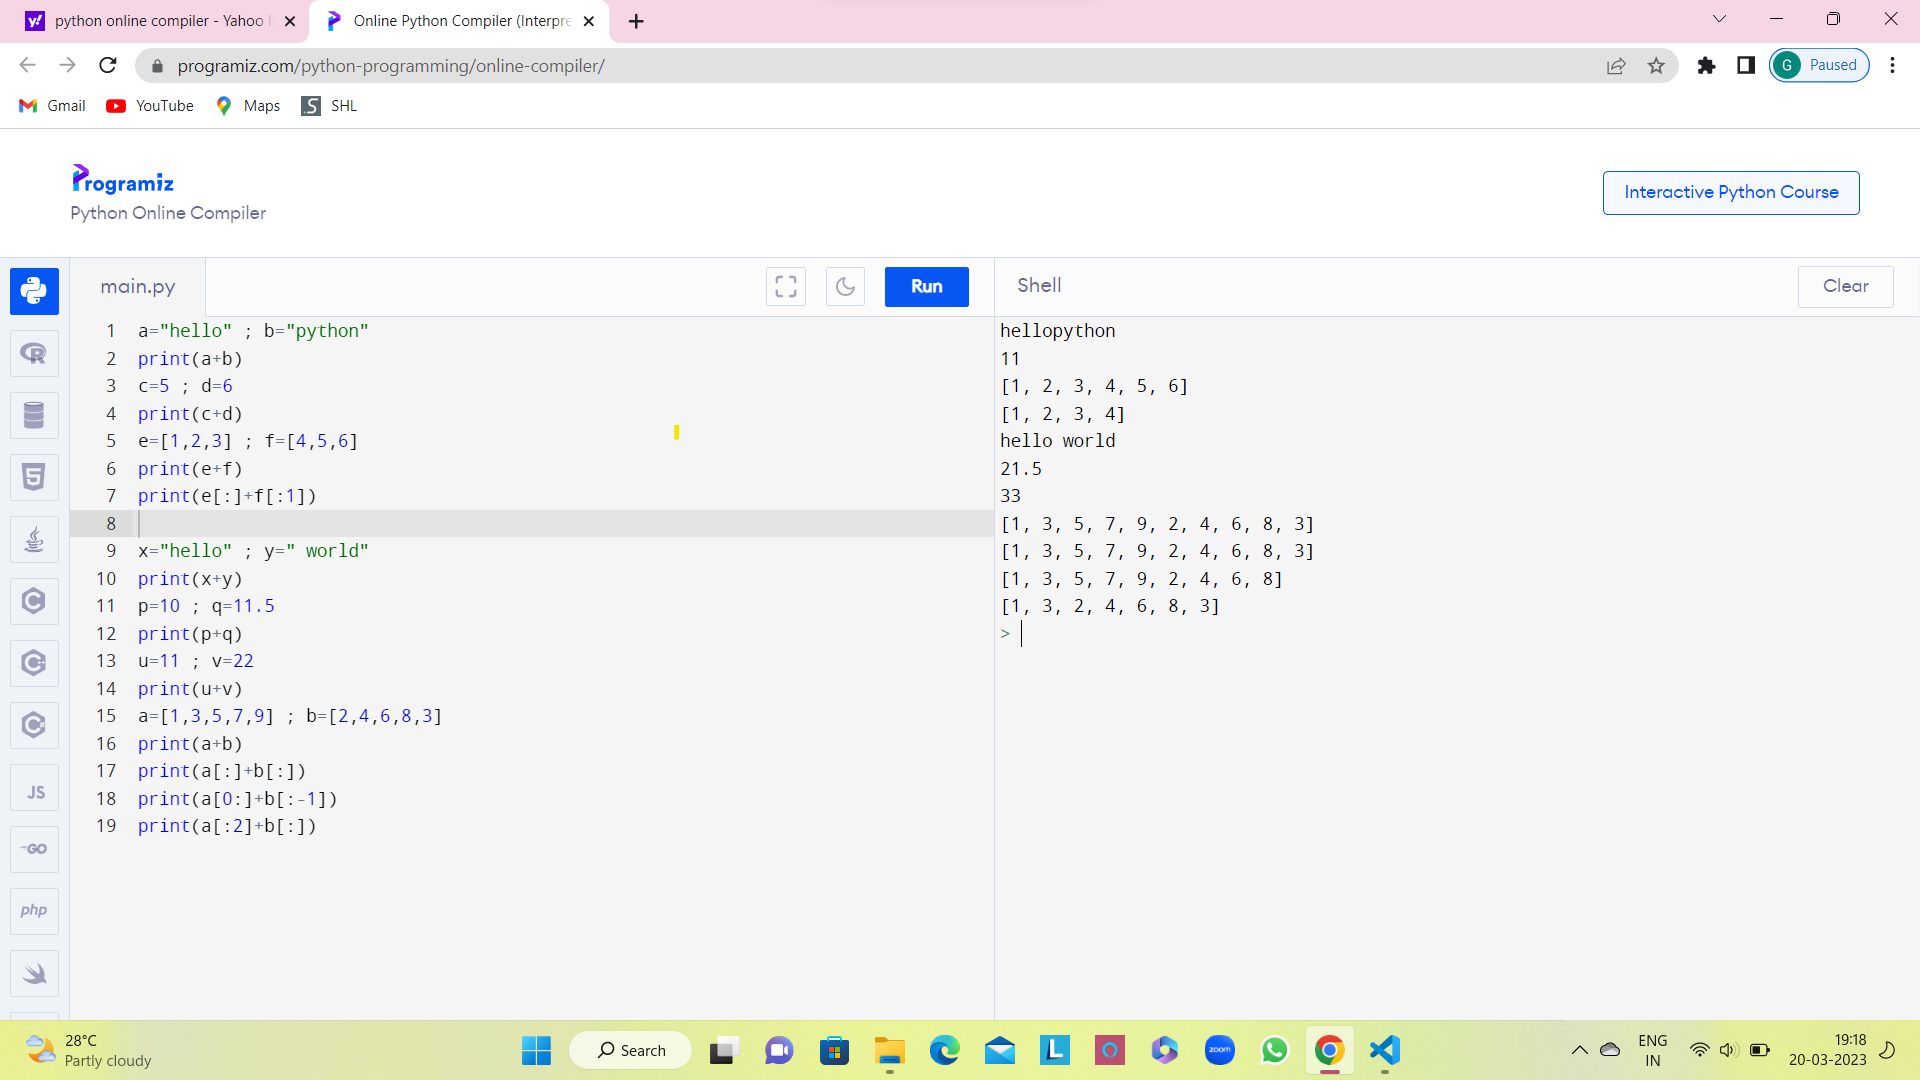 python online compiler - Yahoo
Online Python Compiler (Interpre
programiz.com/python-programming/online-compiler/
G Paused
Gmail YouTube Maps SHL
Programiz
Python Online Compiler
Interactive Python Course
main.py
Run
Shell
Clear
1 a="hello" ; b="python"
2 print(a+b)
3 c=5 ; d=6
4 print(c+d)
5 e=[1,2,3] ; f=[4,5,6]
6 print(e+f)
7 print(e[:]+f[:1])
8
9 x="hello" ; y=" world"
10 print(x+y)
11 p=10 ; q=11.5
12 print(p+q)
13 u=11 ; v=22
14 print(u+v)
15 a=[1,3,5,7,9] ; b=[2,4,6,8,3]
16 print(a+b)
17 print(a[:]+b[:])
18 print(a[0:]+b[:-1])
19 print(a[:2]+b[:])
hellopython
11
[1, 2, 3, 4, 5, 6]
[1, 2, 3, 4]
hello world
21.5
33
[1, 3, 5, 7, 9, 2, 4, 6, 8, 3]
[1, 3, 5, 7, 9, 2, 4, 6, 8, 3]
[1, 3, 5, 7, 9, 2, 4, 6, 8]
[1, 3, 2, 4, 6, 8, 3]
>
JS
GO
php
28°C
Partly cloudy
Search
zoom
ENG
IN
19:18
20-03-2023